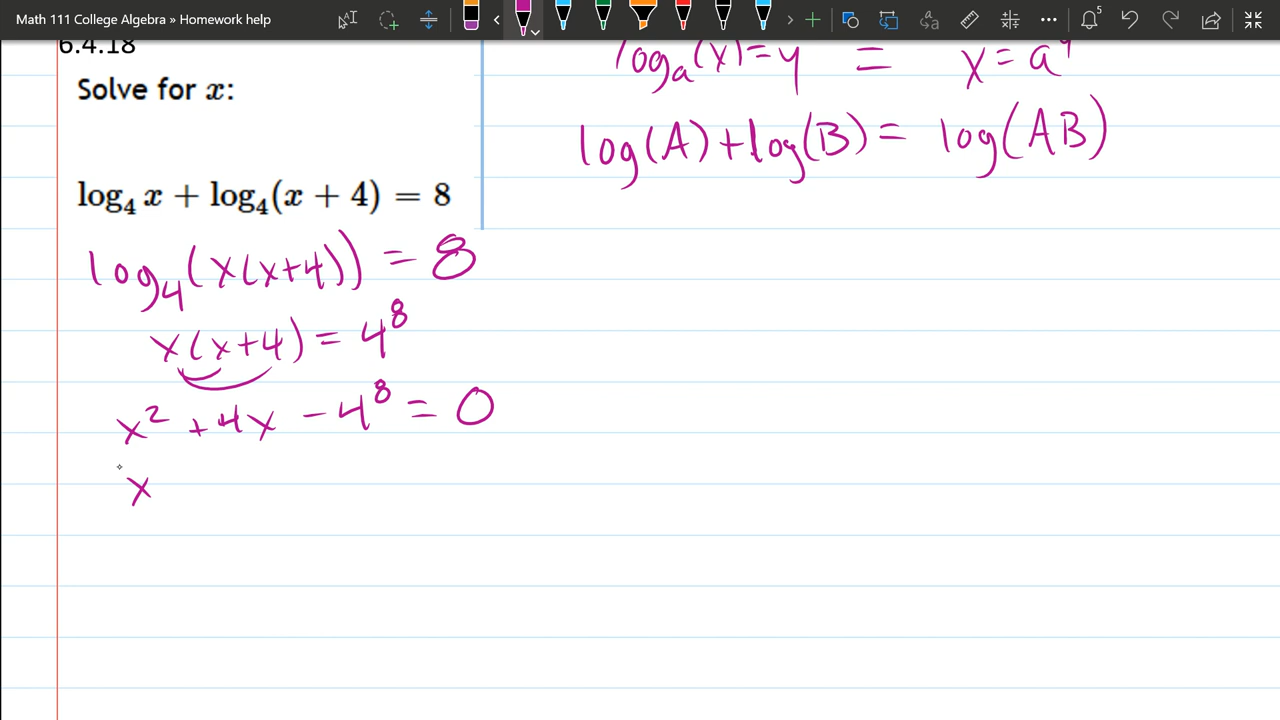 Math 111 College Algebra » Homework help
5
6.4.18
Solve for x:
log₄ x + log₄(x + 4) = 8
logₐ(x) = y = x = aʸ
log(A) + log(B) = log(AB)
log₄(x(x+4)) = 8
x(x+4) = 4⁸
x² + 4x - 4⁸ = 0
x